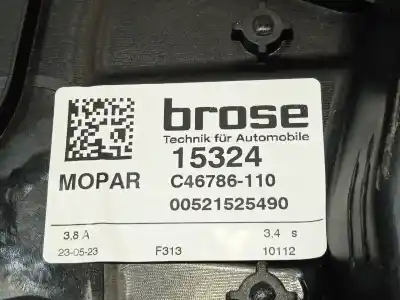 brose
Technik für Automobile
15324
MOPAR C46786-110
00521525490
3,8 A 3,4 s
23-05-23 F313 10112